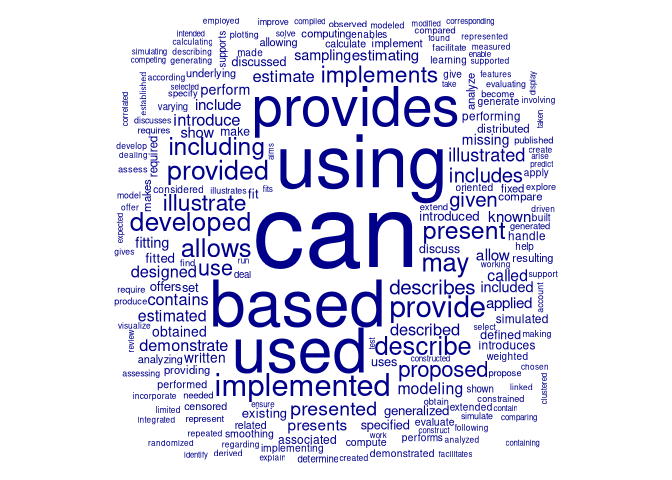 employed improve compiled observed modeled modified corresponding
intended plotting solve computing enables compared found represented
calculating supports allowing calculate implement facilitate measured
simulating describing made sampling estimating learning enable
competing generating discussed supported
according underlying estimate implements give analyze features evaluating
selected take display
correlated established specify perform provides become
varying include generate involving
discusses introduce performing taken
requires show make using distributed
develop required including missing published
dealing aims illustrated create arise
assess provided predict
makes considered illustrates fit fits given includes apply
model illustrate can oriented fixed explore
offer extend compare
expected developed introduced known driven built
gives fitting allows present generated
fitted run discuss handle help
find may allow working resulting
require designed use deal called support
produce offers set based describes included account
contains provide applied
visualize estimated simulated
review obtained described select defined making
demonstrate used test describe introduces
analyzing written uses constructed weighted
assessing providing proposed propose chosen
performed implemented modeling shown linked clustered
incorporate needed obtain constrained
limited censored ensure presented generalized extended contain
integrated represent existing simulate comparing
related presents specified evaluate following
repeated smoothing associated work construct
randomized regarding implementing compute performs analyzed containing
identify derived explain determine created demonstrated facilitates